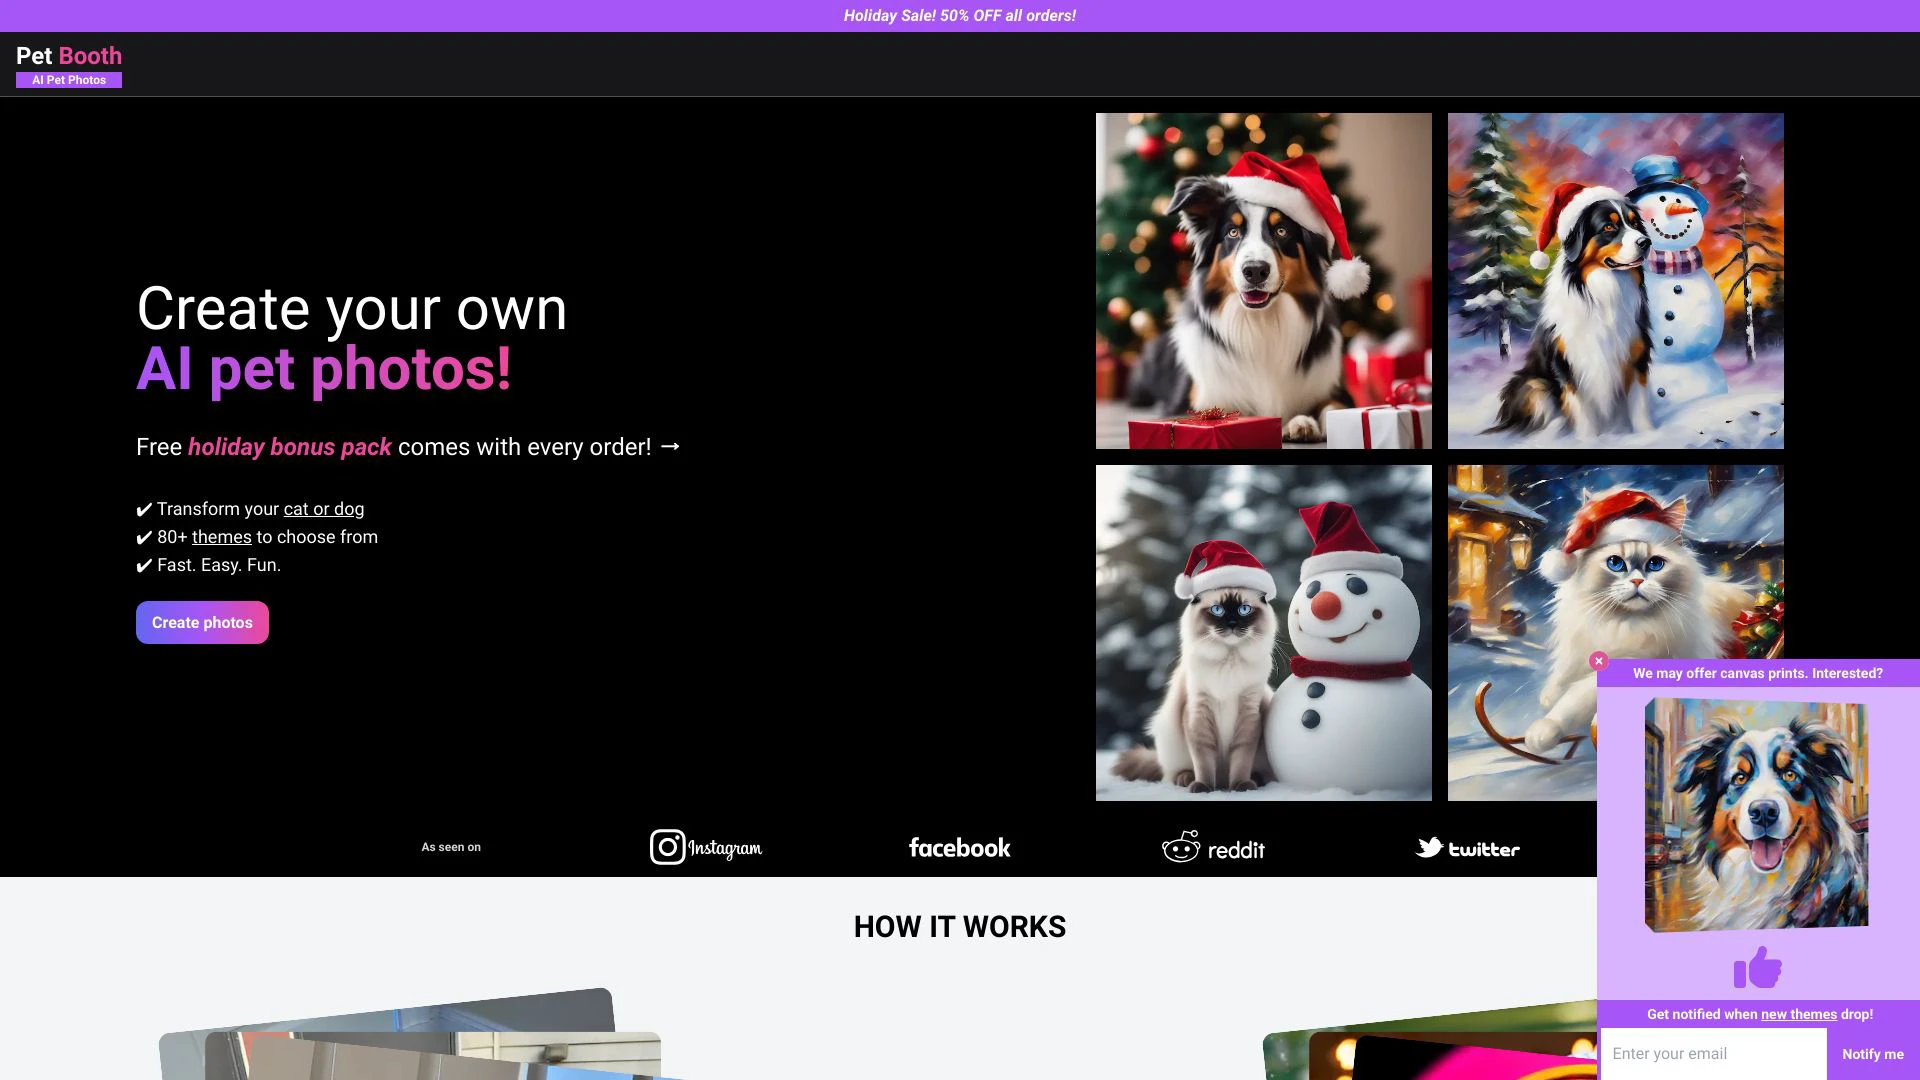 Holiday Sale! 50% OFF all orders!
Pet Booth
AI Pet Photos
Create your own
AI pet photos!
Free holiday bonus pack comes with every order! →
✔ Transform your cat or dog
✔ 80+ themes to choose from
✔ Fast. Easy. Fun.
Create photos
As seen on
Instagram
facebook
reddit
twitter
HOW IT WORKS
×
We may offer canvas prints. Interested?
Get notified when new themes drop!
Enter your email
Notify me